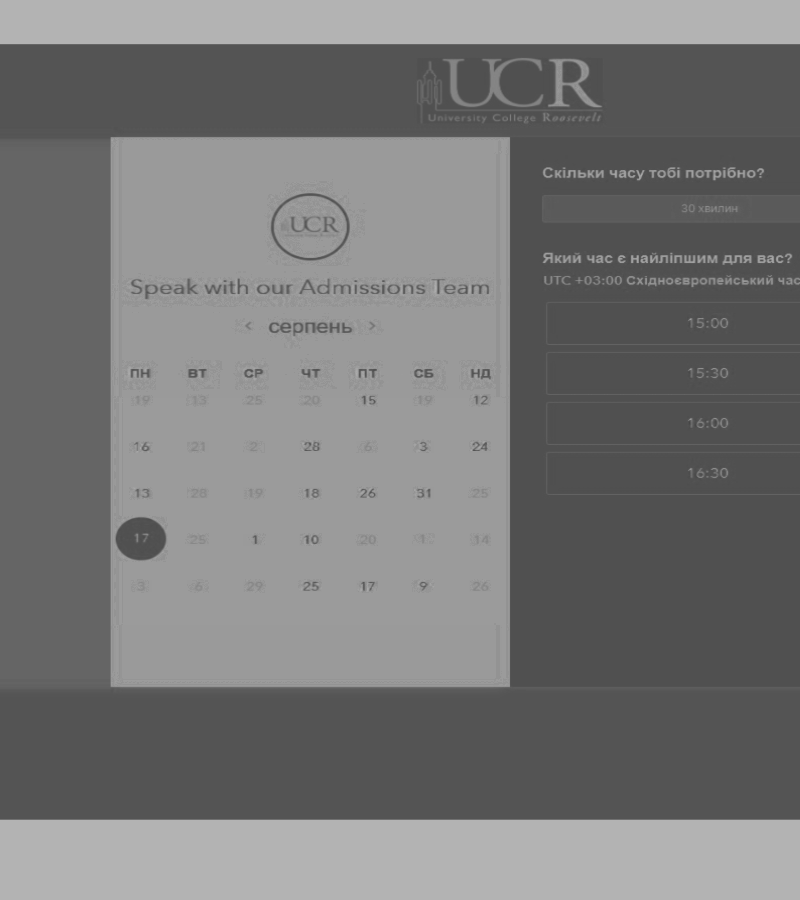 UCR
University College Roosevelt
UCR
Speak with our Admissions Team
< серпень >
ПН ВТ СР ЧТ ПТ СБ НД
19 13 25 20 15 19 12
16 21 2 28 6 3 24
13 28 19 18 26 31 25
17 25 1 10 20 1 14
3 6 29 25 17 9 26
Скільки часу тобі потрібно?
30 хвилин
Який час є найліпшим для вас?
UTC +03:00 Східноєвропейський час
15:00
15:30
16:00
16:30